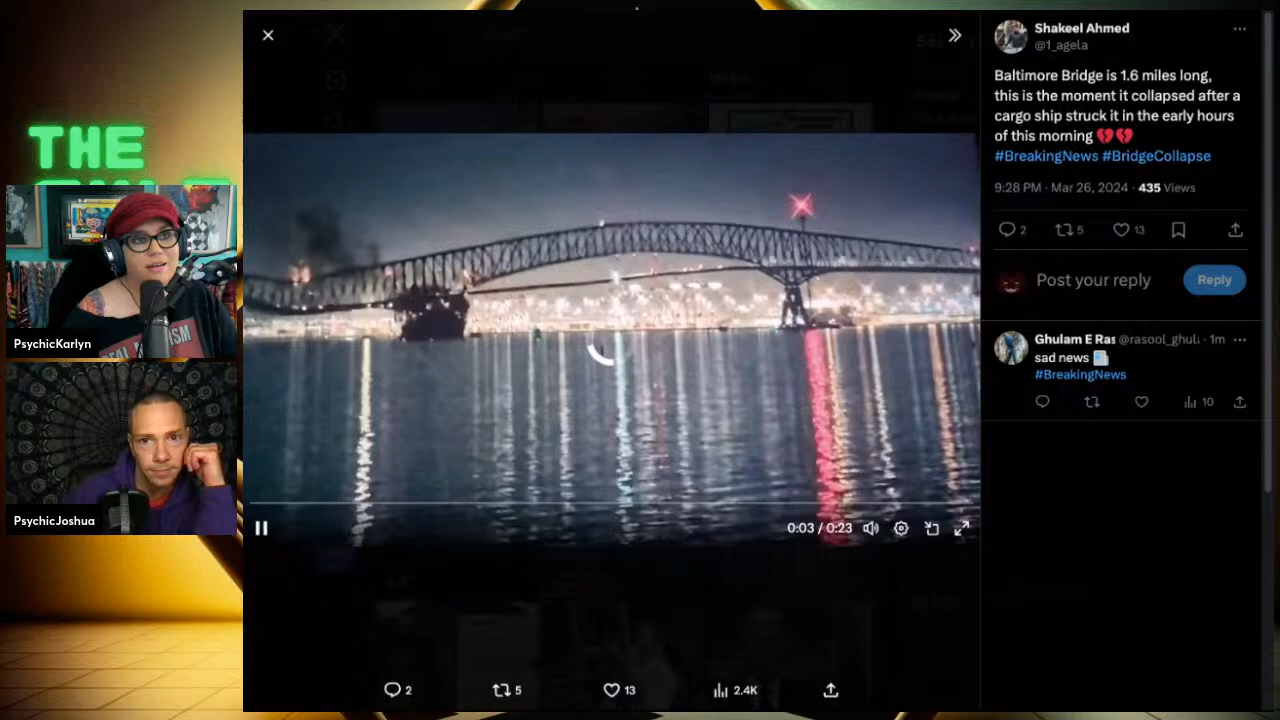 THE
PsychicKarlyn
PsychicJoshua
0:03 / 0:23
2
5
13
2.4K
Shakeel Ahmed
@1_agela
Baltimore Bridge is 1.6 miles long,
this is the moment it collapsed after a
cargo ship struck it in the early hours
of this morning 💔💔
#BreakingNews #BridgeCollapse
9:28 PM · Mar 26, 2024 · 435 Views
2 5 13
Post your reply
Reply
Ghulam E Ras @rasool_ghul · 1m
sad news
#BreakingNews
10